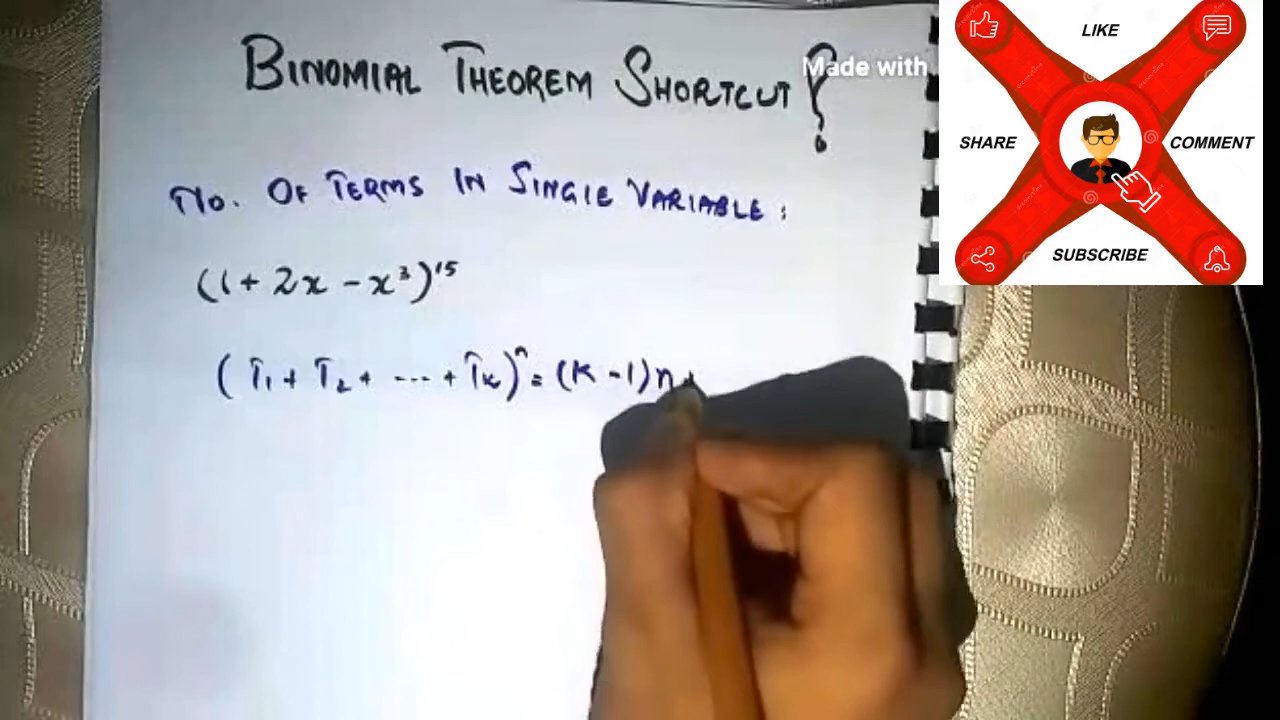 BINOMIAL THEOREM SHORTCUT?
Made with
NO. OF TERMS IN SINGLE VARIABLE:
(1 + 2x - x³)¹⁵
(T₁ + T₂ + ---- + Tₖ)ⁿ = (K - 1)n +
LIKE
SHARE
COMMENT
SUBSCRIBE